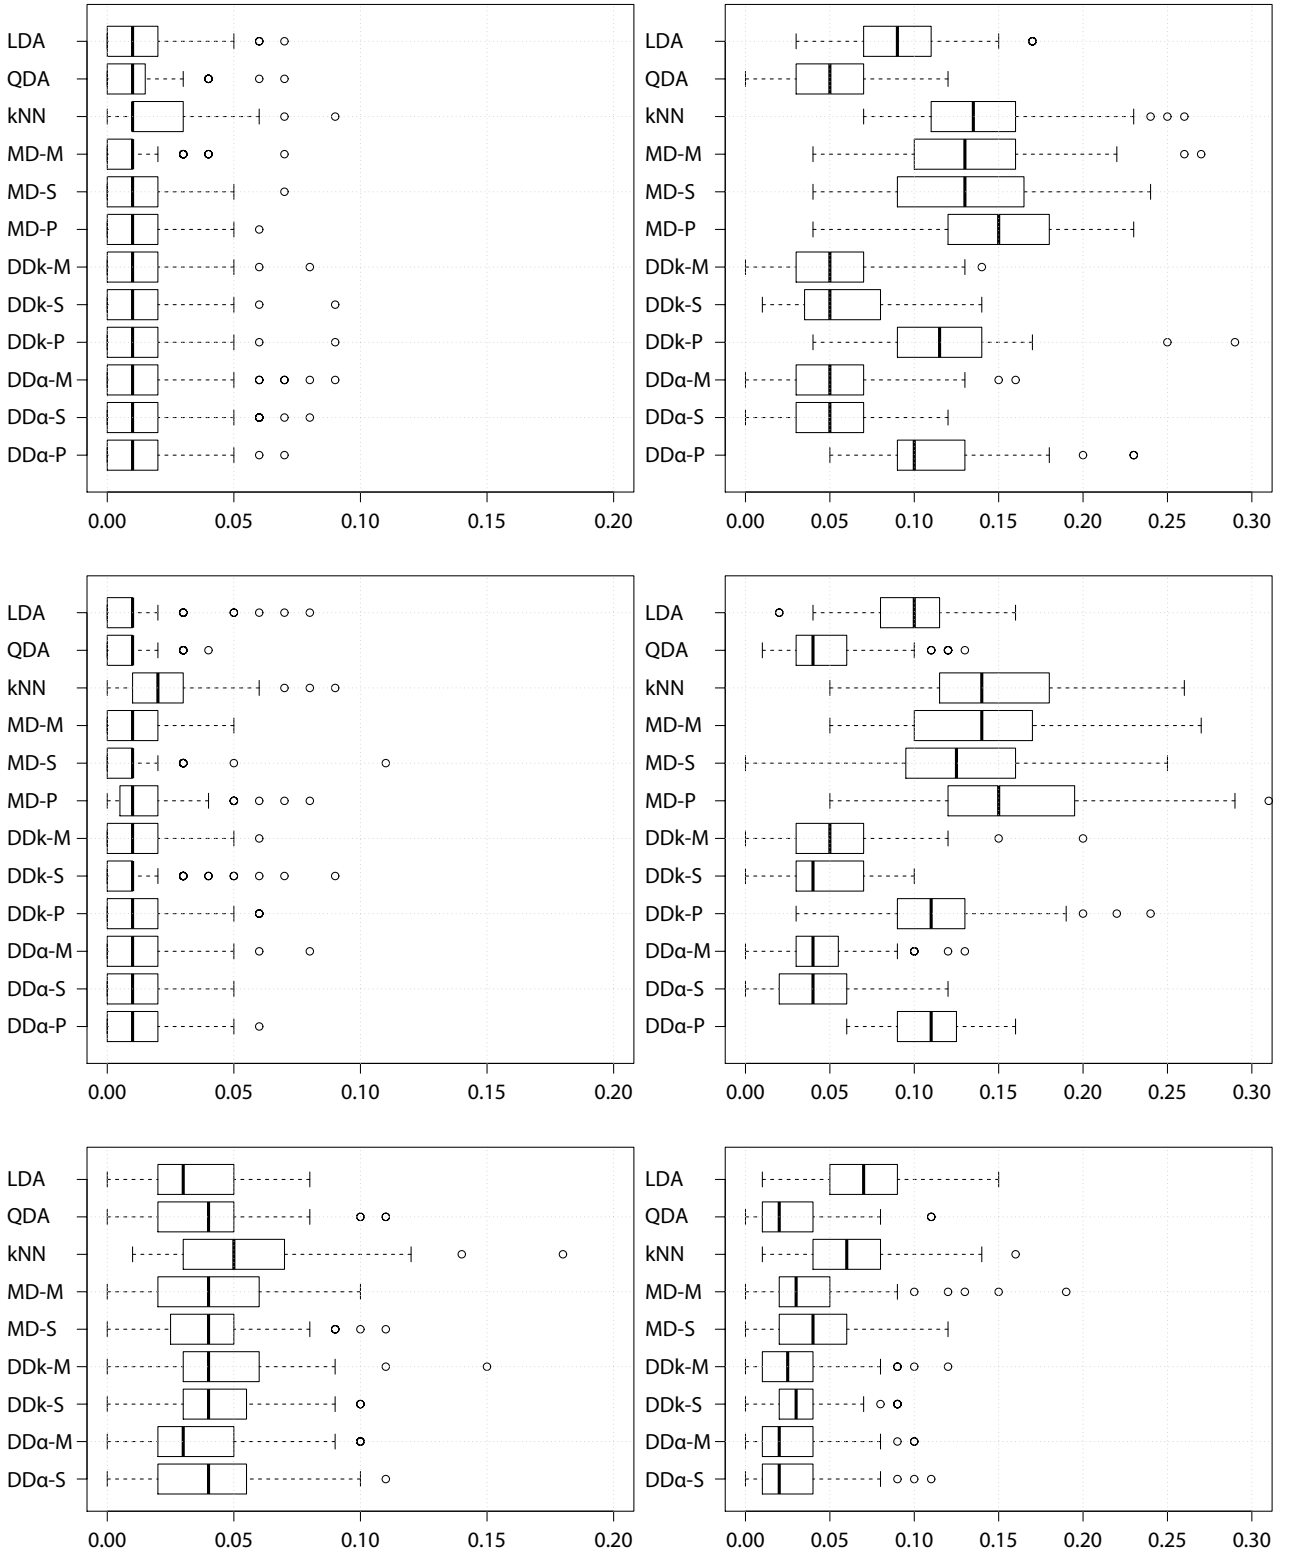 LDA
QDA
kNN
MD-M
MD-S
MD-P
DDk-M
DDk-S
DDk-P
DDα-M
DDα-S
DDα-P
0.00 0.05 0.10 0.15 0.20
LDA
QDA
kNN
MD-M
MD-S
MD-P
DDk-M
DDk-S
DDk-P
DDα-M
DDα-S
DDα-P
0.00 0.05 0.10 0.15 0.20 0.25 0.30
LDA
QDA
kNN
MD-M
MD-S
MD-P
DDk-M
DDk-S
DDk-P
DDα-M
DDα-S
DDα-P
0.00 0.05 0.10 0.15 0.20
LDA
QDA
kNN
MD-M
MD-S
MD-P
DDk-M
DDk-S
DDk-P
DDα-M
DDα-S
DDα-P
0.00 0.05 0.10 0.15 0.20 0.25 0.30
LDA
QDA
kNN
MD-M
MD-S
DDk-M
DDk-S
DDα-M
DDα-S
0.00 0.05 0.10 0.15 0.20
LDA
QDA
kNN
MD-M
MD-S
DDk-M
DDk-S
DDα-M
DDα-S
0.00 0.05 0.10 0.15 0.20 0.25 0.30